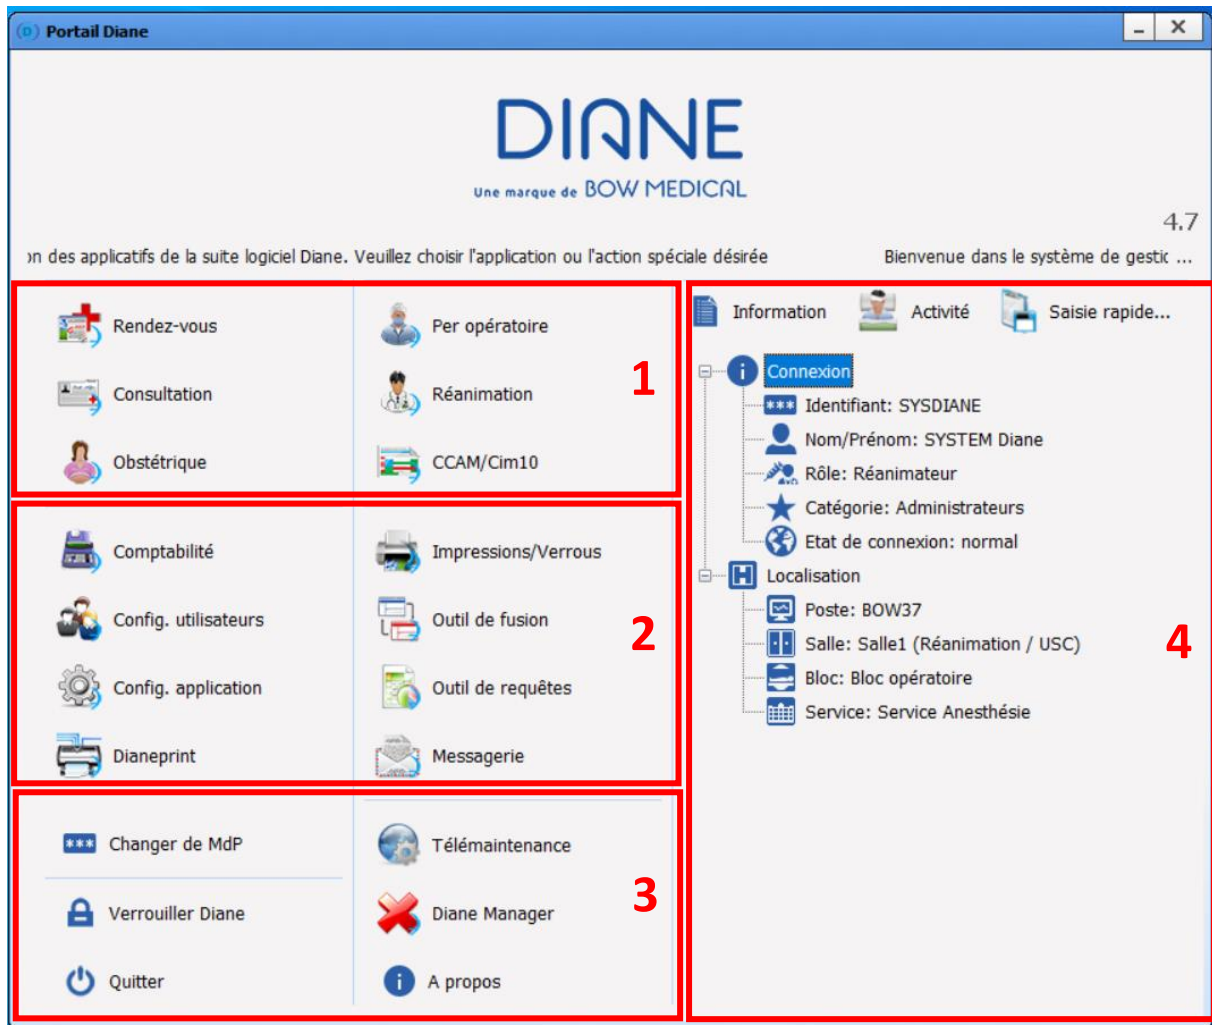 Portail Diane
DIANE
Une marque de BOW MEDICAL
4.7
on des applicatifs de la suite logiciel Diane. Veuillez choisir l'application ou l'action spéciale désirée
Bienvenue dans le système de gestic ...
Rendez-vous
Per opératoire
Consultation
Réanimation
Obstétrique
CCAM/Cim10
1
Comptabilité
Impressions/Verrous
Config. utilisateurs
Outil de fusion
Config. application
Outil de requêtes
Dianeprint
Messagerie
2
*** Changer de MdP
Télémaintenance
Verrouiller Diane
Diane Manager
Quitter
A propos
3
Information
Activité
Saisie rapide...
Connexion
*** Identifiant: SYSDIANE
Nom/Prénom: SYSTEM Diane
Rôle: Réanimateur
Catégorie: Administrateurs
Etat de connexion: normal
H Localisation
Poste: BOW37
Salle: Salle1 (Réanimation / USC)
Bloc: Bloc opératoire
Service: Service Anesthésie
4